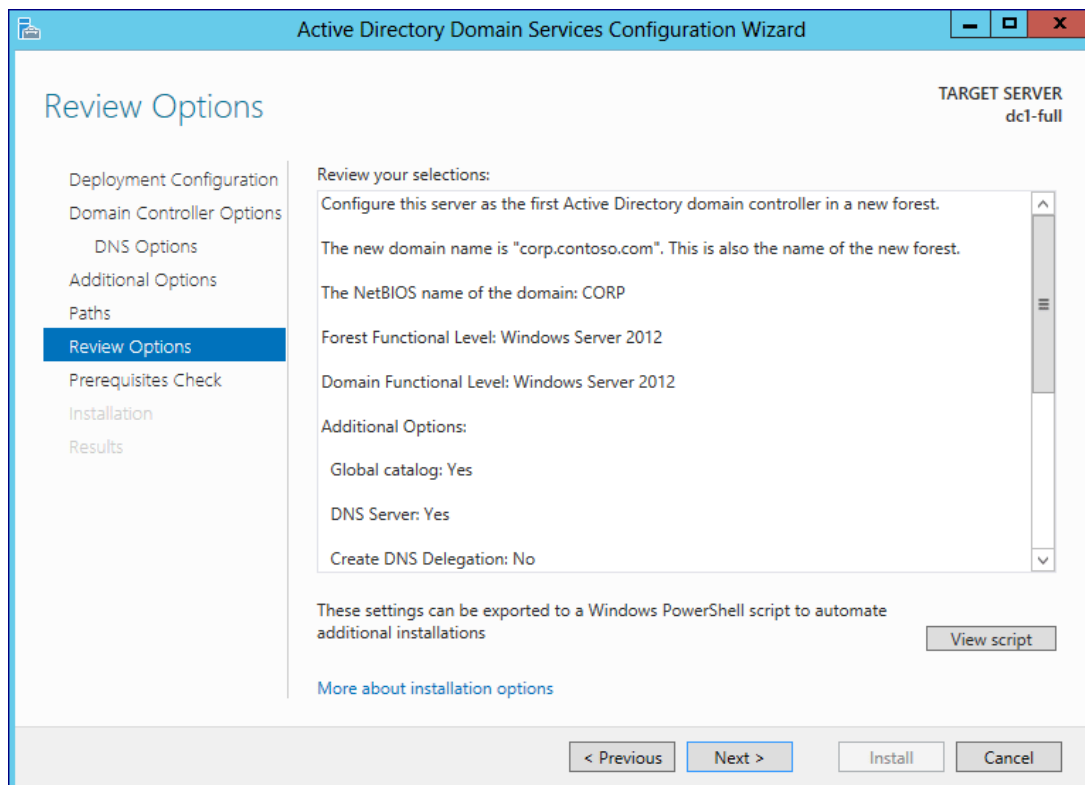 Active Directory Domain Services Configuration Wizard
Review Options
TARGET SERVER
dc1-full
Deployment Configuration
Domain Controller Options
DNS Options
Additional Options
Paths
Review Options
Prerequisites Check
Installation
Results
Review your selections:
Configure this server as the first Active Directory domain controller in a new forest.
The new domain name is "corp.contoso.com". This is also the name of the new forest.
The NetBIOS name of the domain: CORP
Forest Functional Level: Windows Server 2012
Domain Functional Level: Windows Server 2012
Additional Options:
Global catalog: Yes
DNS Server: Yes
Create DNS Delegation: No
These settings can be exported to a Windows PowerShell script to automate
additional installations
View script
More about installation options
< Previous
Next >
Install
Cancel